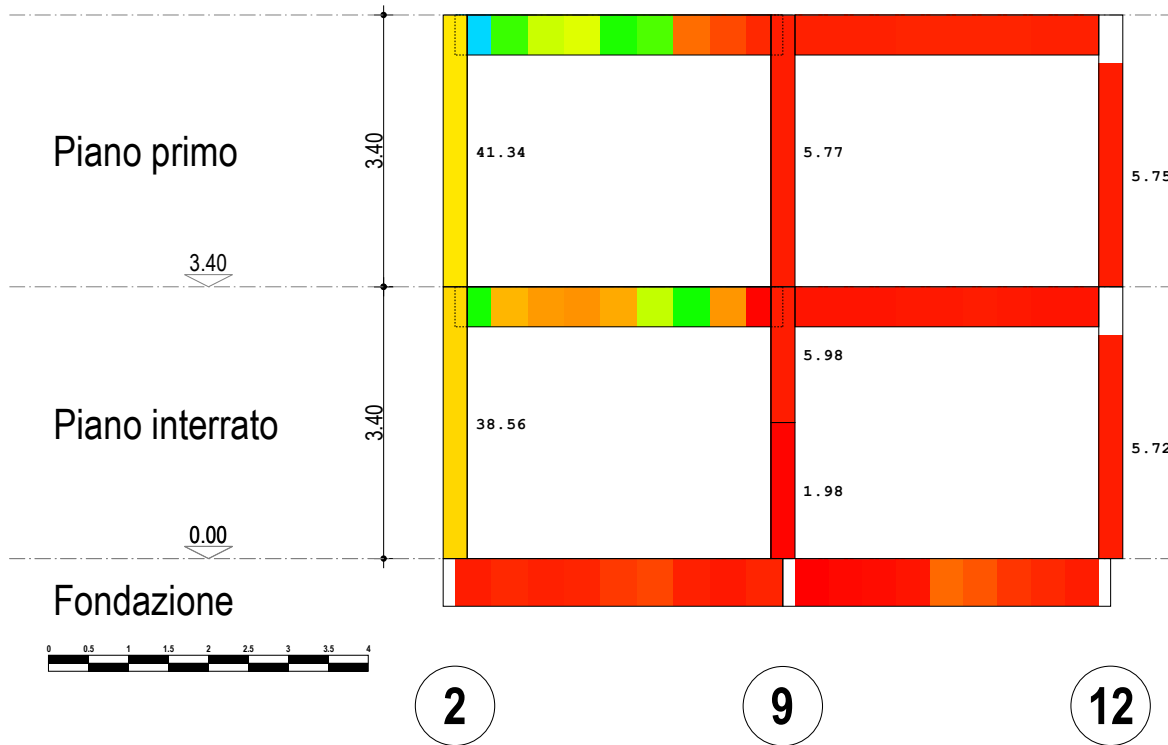 Piano primo
3.40
41.34
5.77
5.75
3.40
Piano interrato
3.40
38.56
5.98
5.72
1.98
0.00
Fondazione
0 0.5 1 1.5 2 2.5 3 3.5 4
2 9 12